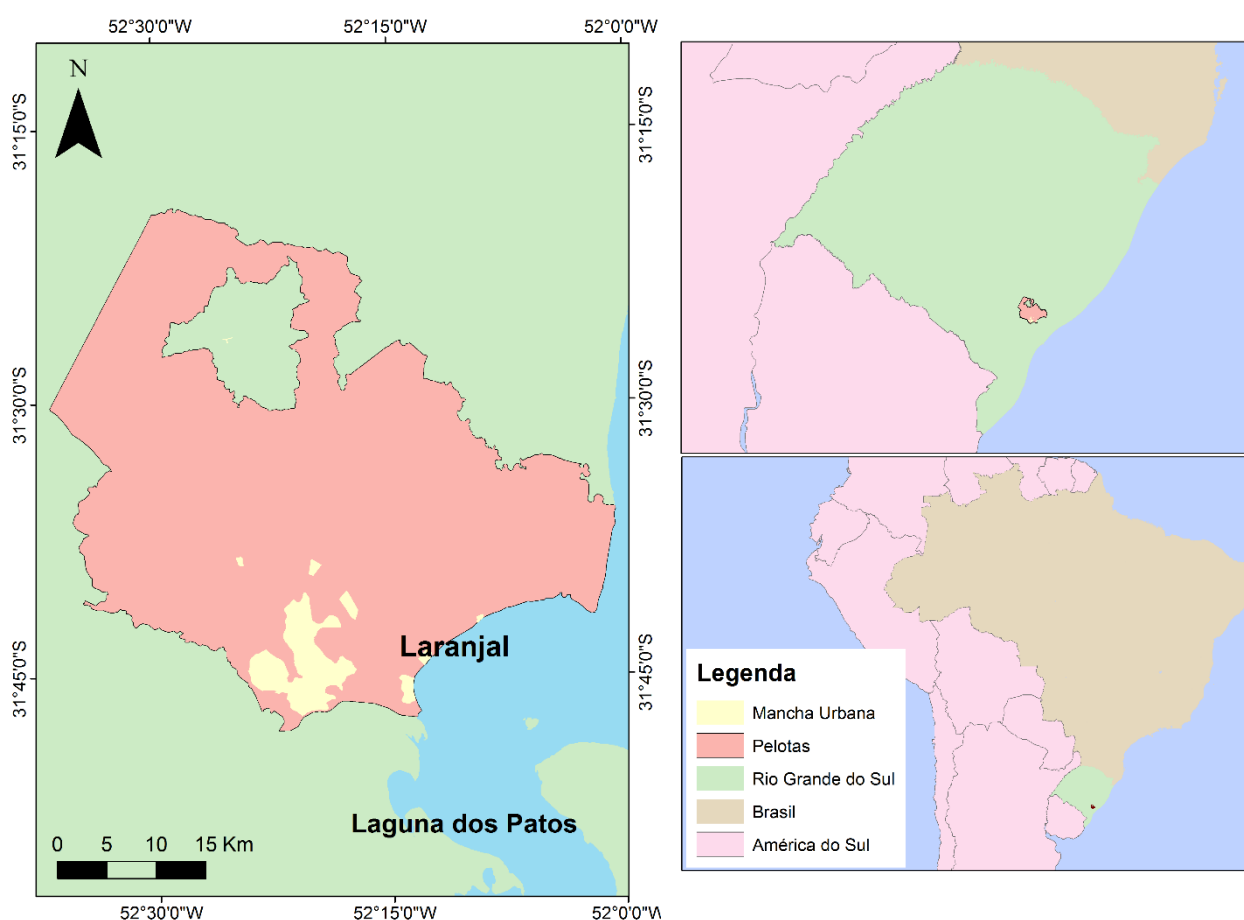 52°30'0"W
52°15'0"W
52°0'0"W
N
31°15'0"S
31°15'0"S
31°30'0"S
31°30'0"S
Laranjal
31°45'0"S
31°45'0"S
Laguna dos Patos
0 5 10 15 Km
52°30'0"W
52°15'0"W
52°0'0"W
Legenda
Mancha Urbana
Pelotas
Rio Grande do Sul
Brasil
América do Sul